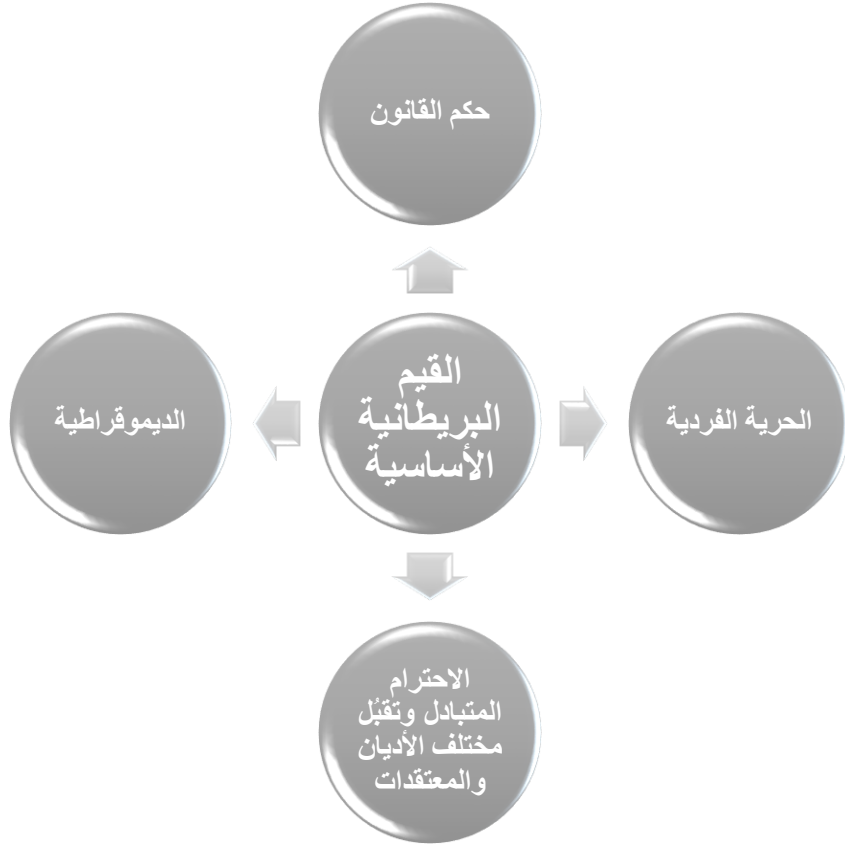 حكم القانون
القيم
البريطانية
الأساسية
الحرية الفردية
الديموقراطية
الاحترام
المتبادل وتقبُل
مختلف الأديان
والمعتقدات